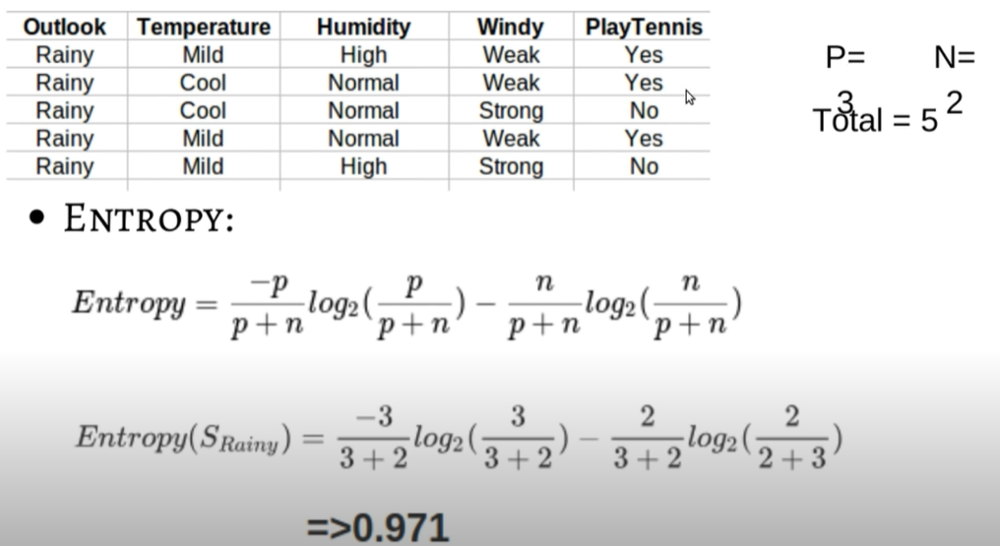 Outlook Temperature Humidity Windy PlayTennis
Rainy Mild High Weak Yes
Rainy Cool Normal Weak Yes
Rainy Cool Normal Strong No
Rainy Mild Normal Weak Yes
Rainy Mild High Strong No
P= N=
3 2
Total = 5
• ENTROPY:
Entropy = \frac{-p}{p+n} log_2(\frac{p}{p+n}) - \frac{n}{p+n} log_2(\frac{n}{p+n})
Entropy(S_{Rainy}) = \frac{-3}{3+2} log_2(\frac{3}{3+2}) - \frac{2}{3+2} log_2(\frac{2}{2+3})
=>0.971